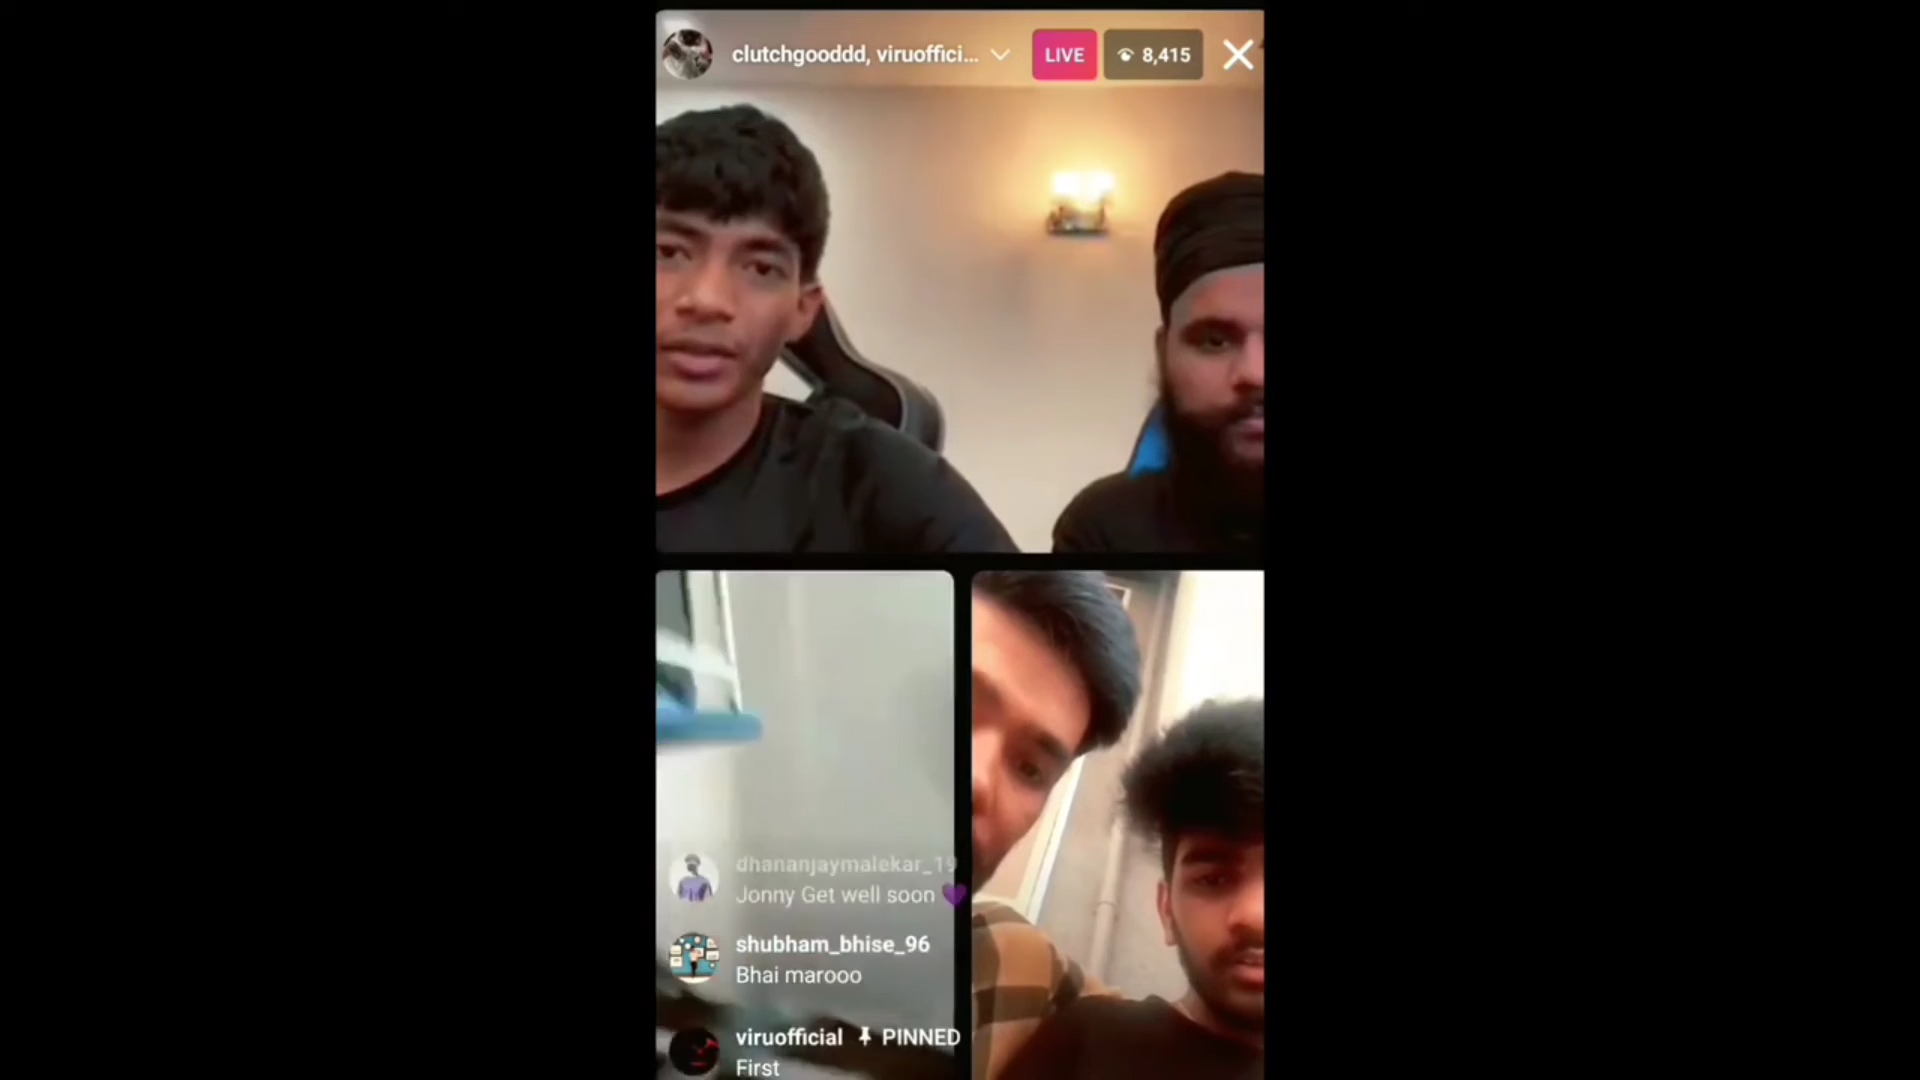 clutchgooddd, viruoffici... LIVE 8,415
dhananjaymalekar_19
Jonny Get well soon 💜
shubham_bhise_96
Bhai marooo
viruofficial PINNED
First